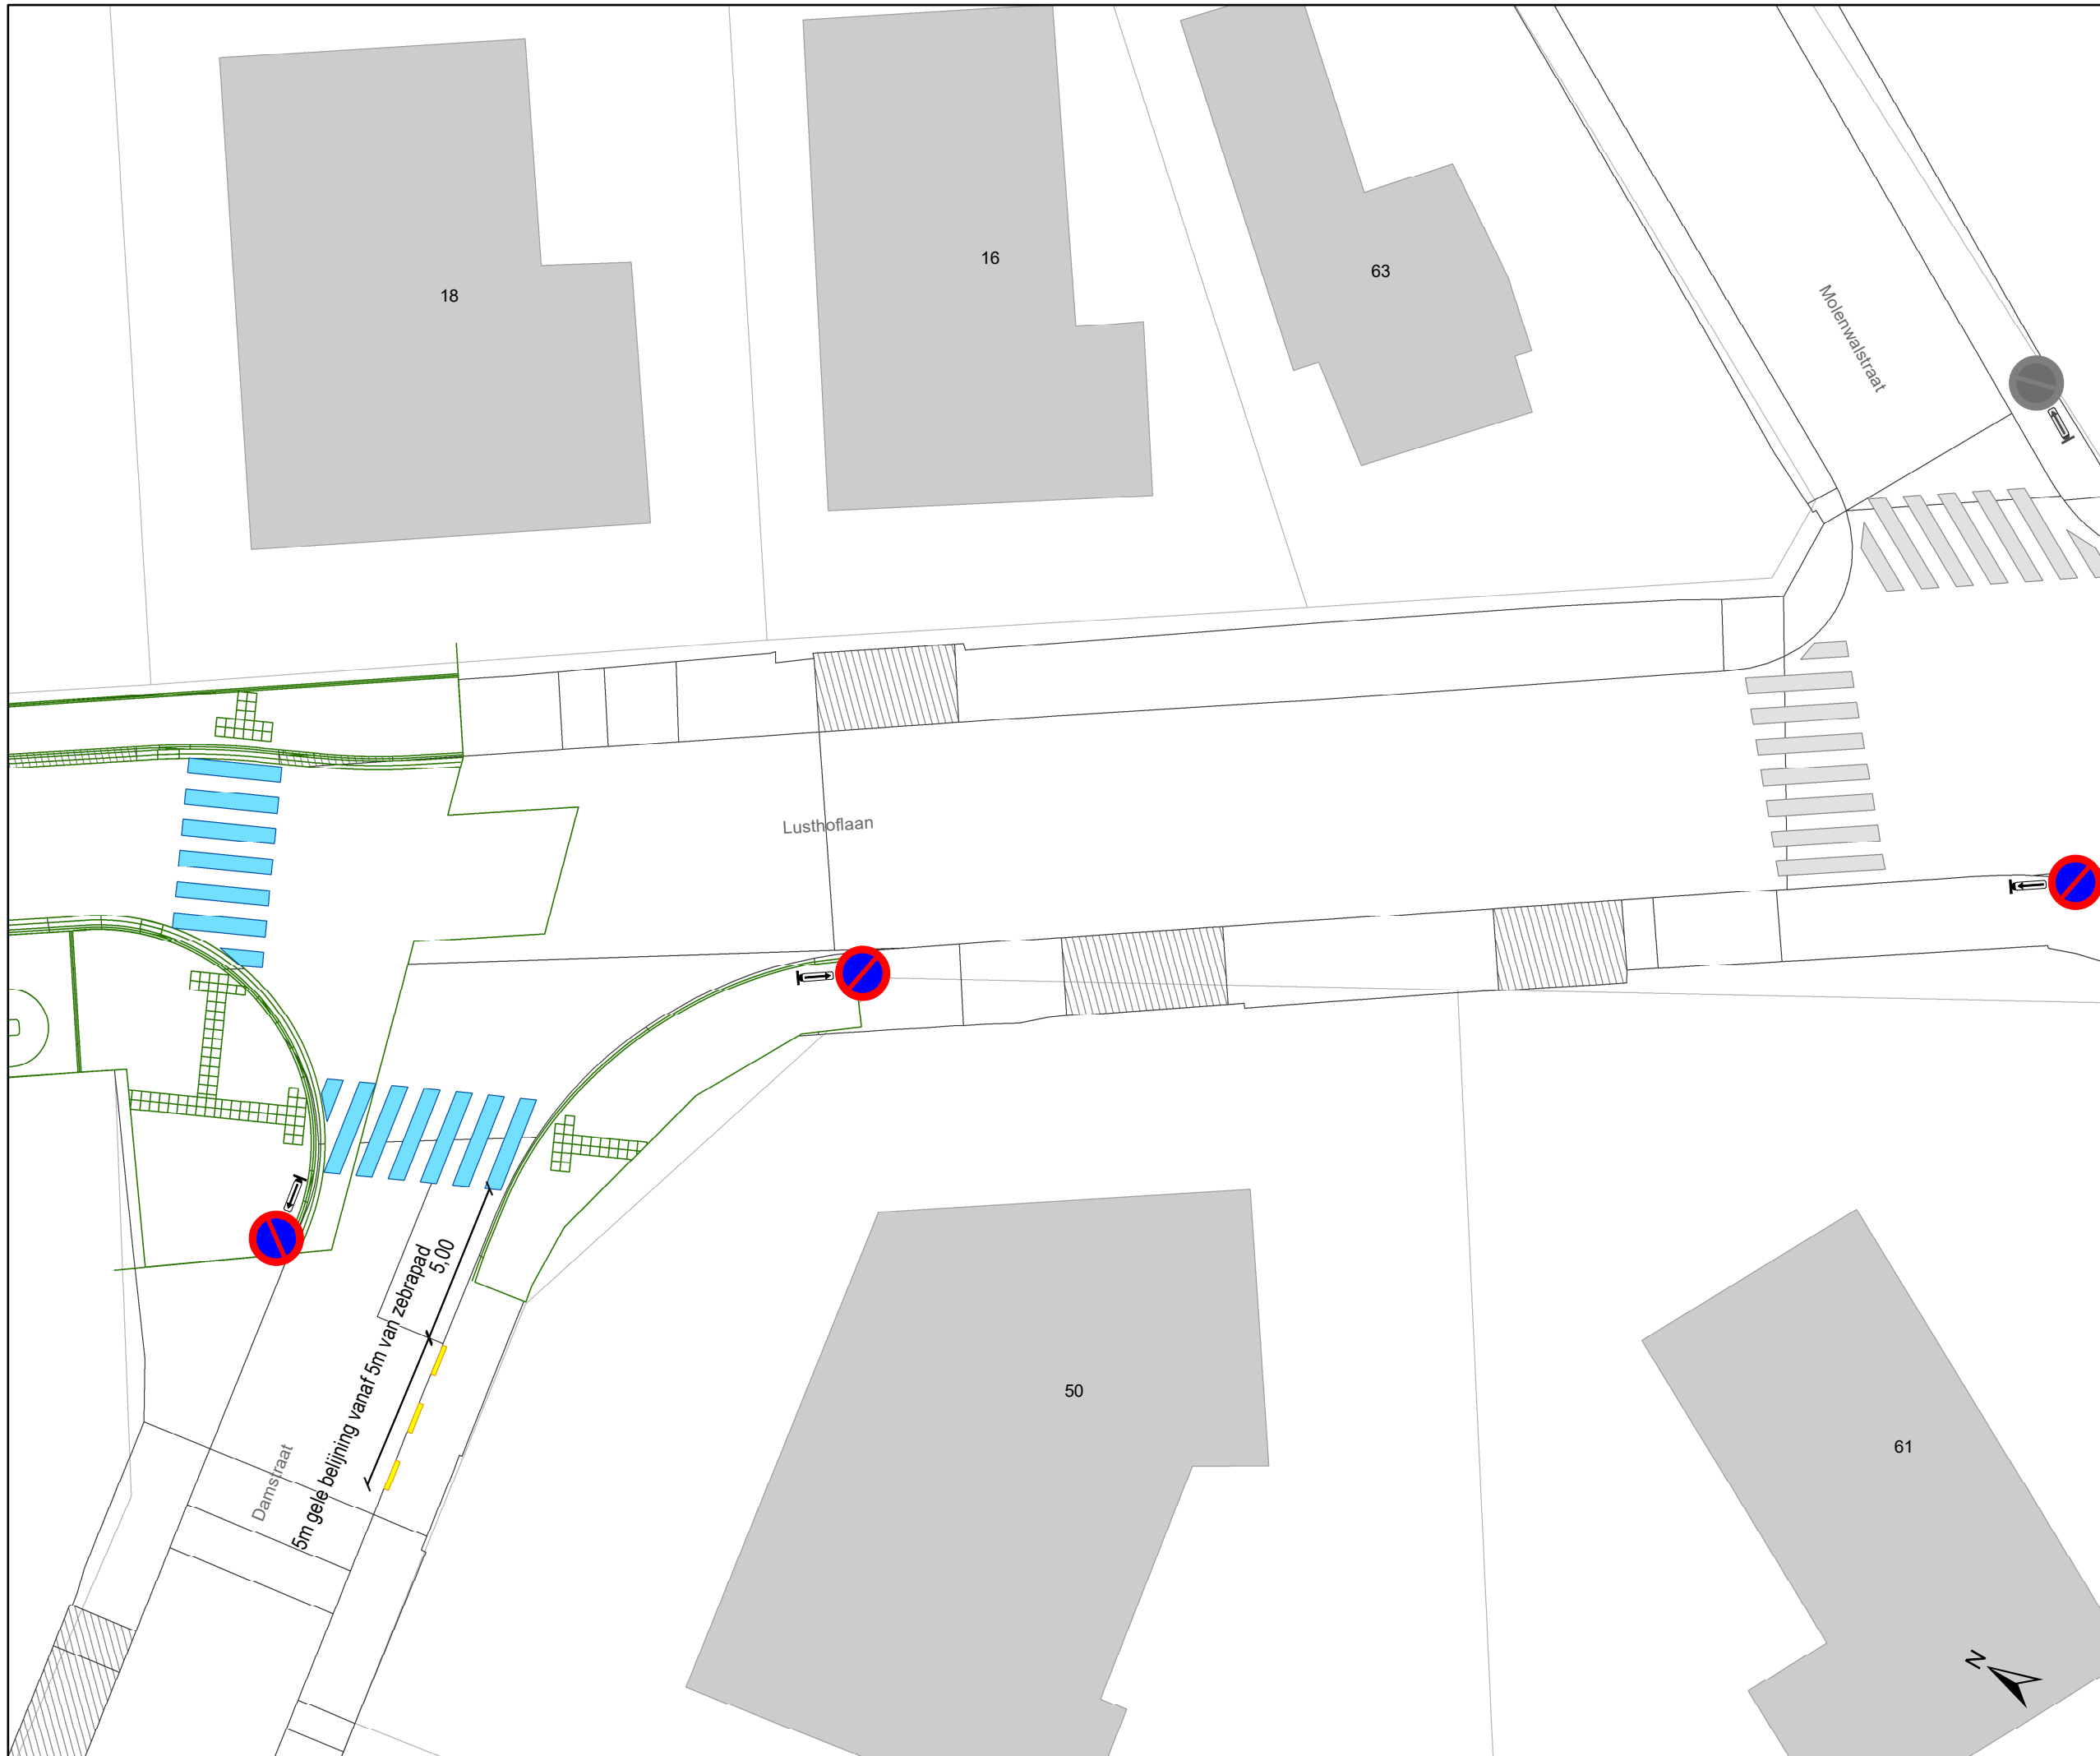 18
16
63
Molenwalstraat
Lusthoflaan
5,00
5m gele belijning vanaf 5m van zebrapad
Damstraat
50
61
N